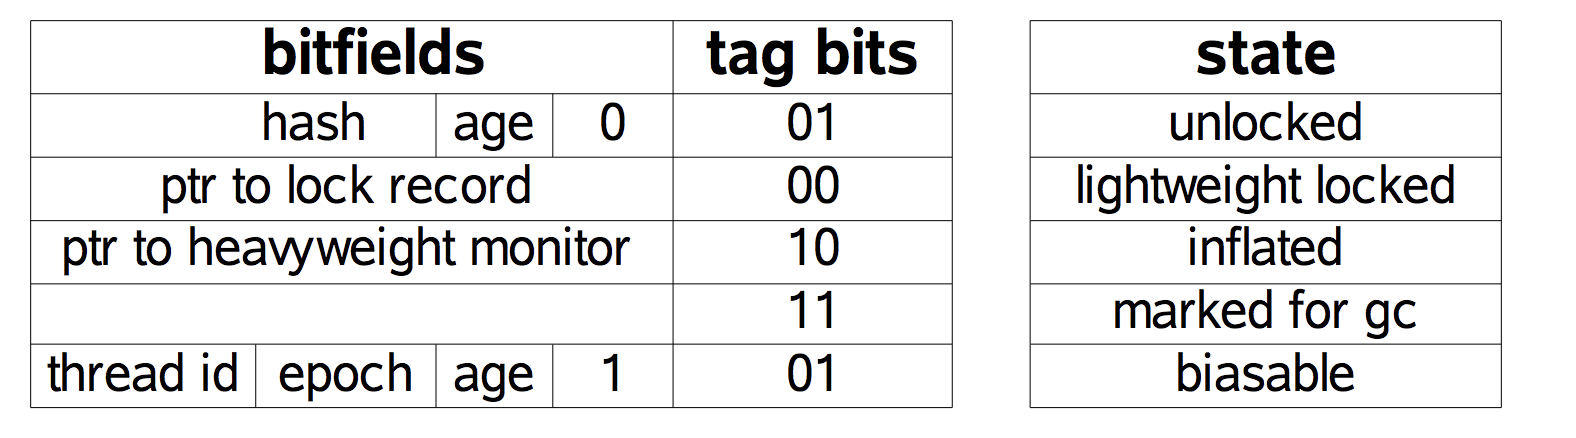 bitfields tag bits state
hash age 0 01 unlocked
ptr to lock record 00 lightweight locked
ptr to heavyweight monitor 10 inflated
11 marked for gc
thread id epoch age 1 01 biasable